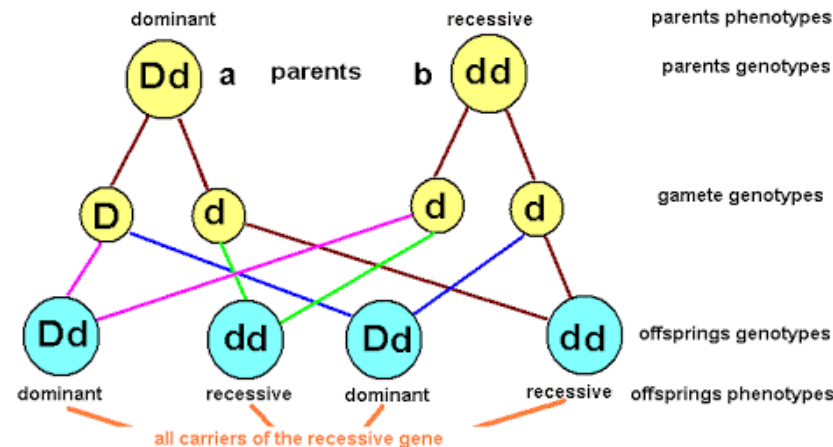 dominant recessive parents phenotypes
Dd a parents b dd parents genotypes
D d d d gamete genotypes
Dd dd Dd dd offsprings genotypes
dominant recessive dominant recessive offsprings phenotypes
all carriers of the recessive gene